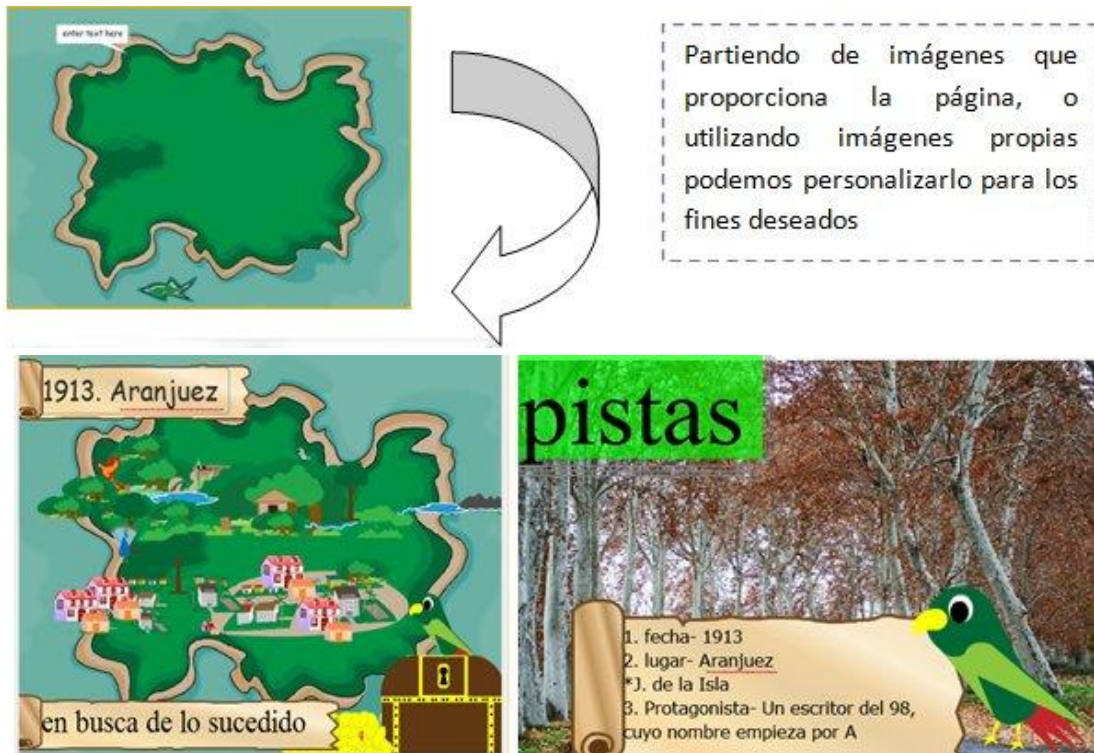 enter text here
Partiendo de imágenes que
proporciona la página, o
utilizando imágenes propias
podemos personalizarlo para los
fines deseados
1913. Aranjuez
en busca de lo sucedido
pistas
1. fecha- 1913
2. lugar- Aranjuez
*J. de la Isla
3. Protagonista- Un escritor del 98,
cuyo nombre empieza por A